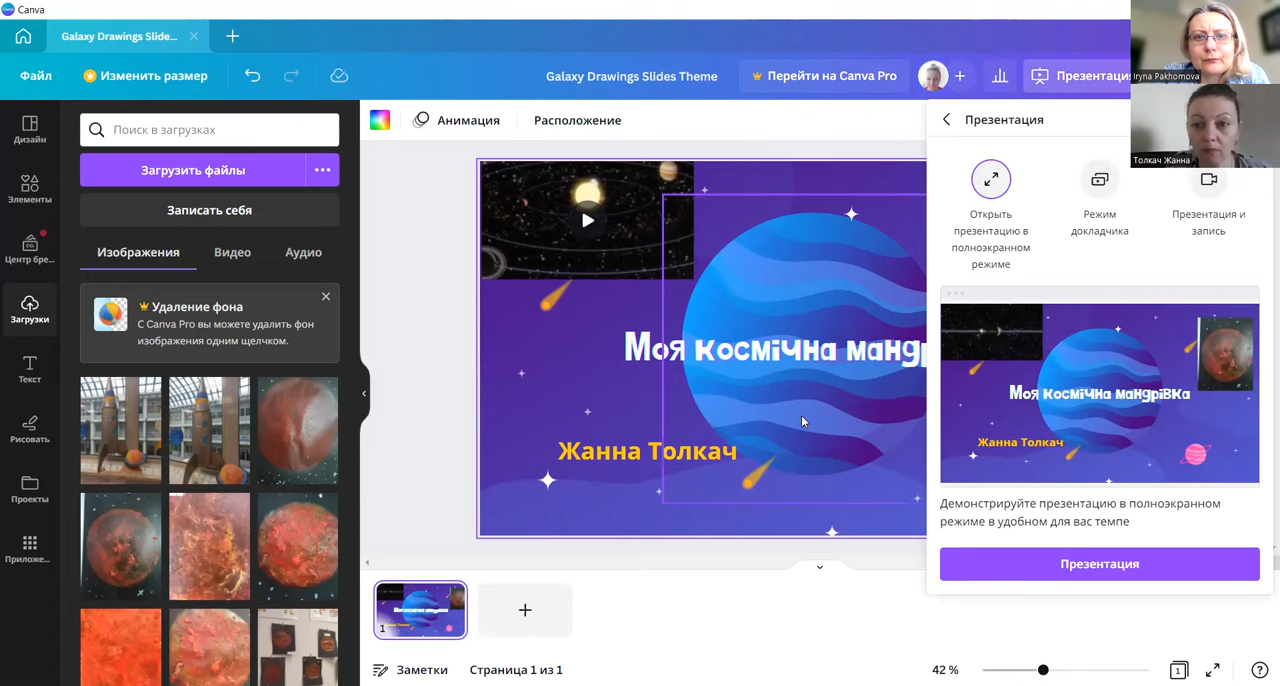 Canva
Galaxy Drawings Slide...
Файл
Изменить размер
Galaxy Drawings Slides Theme
Перейти на Canva Pro
Презентаци
Iryna Pakhomova
Толкач Жанна
Дизайн
Элементы
Центр бре...
Загрузки
Текст
Рисовать
Проекты
Приложе...
Поиск в загрузках
Загрузить файлы
Записать себя
Изображения
Видео
Аудио
Удаление фона
С Canva Pro вы можете удалить фон
изображения одним щелчком.
Анимация
Расположение
Моя космічна мандр
Жанна Толкач
1
Заметки
Страница 1 из 1
42 %
1
Презентация
Открыть
презентацию в
полноэкранном
режиме
Режим
докладчика
Презентация и
запись
Моя космічна мандрівка
Жанна Толкач
Демонстрируйте презентацию в полноэкранном
режиме в удобном для вас темпе
Презентация